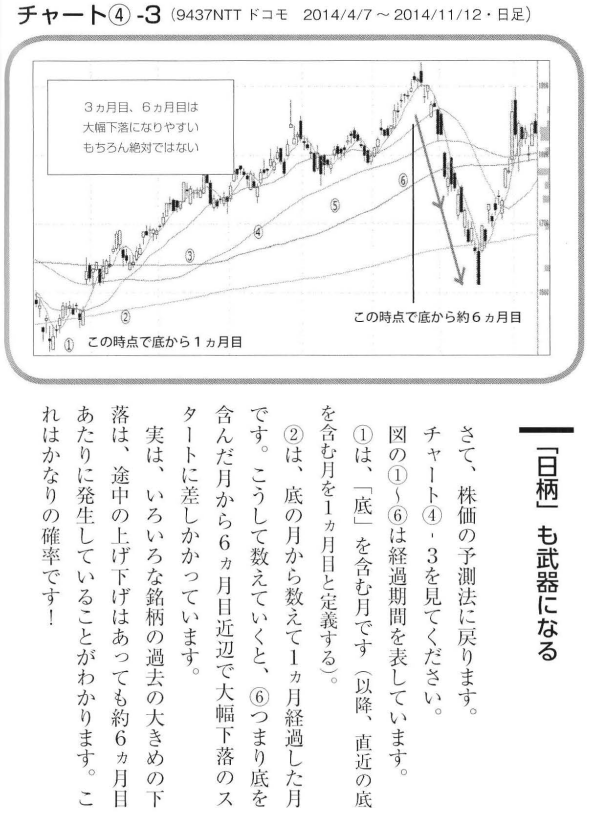 チャート④-3（9437NTTドコモ　2014/4/7～2014/11/12・日足）
３ヵ月目、６ヵ月目は
大幅下落になりやすい
もちろん絶対ではない
①
②
③
④
⑤
⑥
この時点で底から１ヵ月目
この時点で底から約６ヵ月目
「日柄」も武器になる
さて、株価の予測法に戻ります。
チャート④-３を見てください。
図の①～⑥は経過期間を表しています。
①は、「底」を含む月です（以降、直近の底
を含む月を１ヵ月目と定義する）。
②は、底の月から数えて１ヵ月経過した月
です。こうして数えていくと、⑥つまり底を
含んだ月から６ヵ月目近辺で大幅下落のス
タートに差しかかっています。
実は、いろいろな銘柄の過去の大きめの下
落は、途中の上げ下げはあっても約６ヵ月目
あたりに発生していることがわかります。こ
れはかなりの確率です！